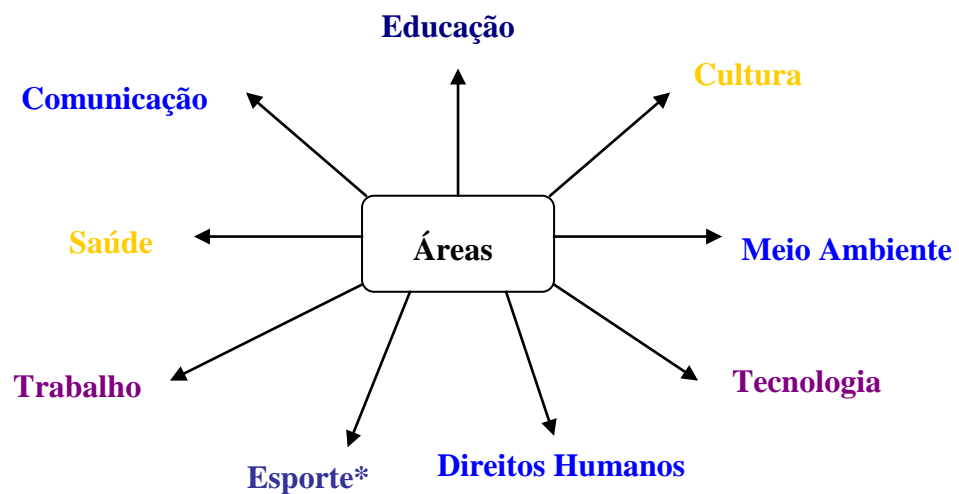 Educação
Cultura
Comunicação
Saúde
Áreas
Meio Ambiente
Trabalho
Tecnologia
Esporte*
Direitos Humanos